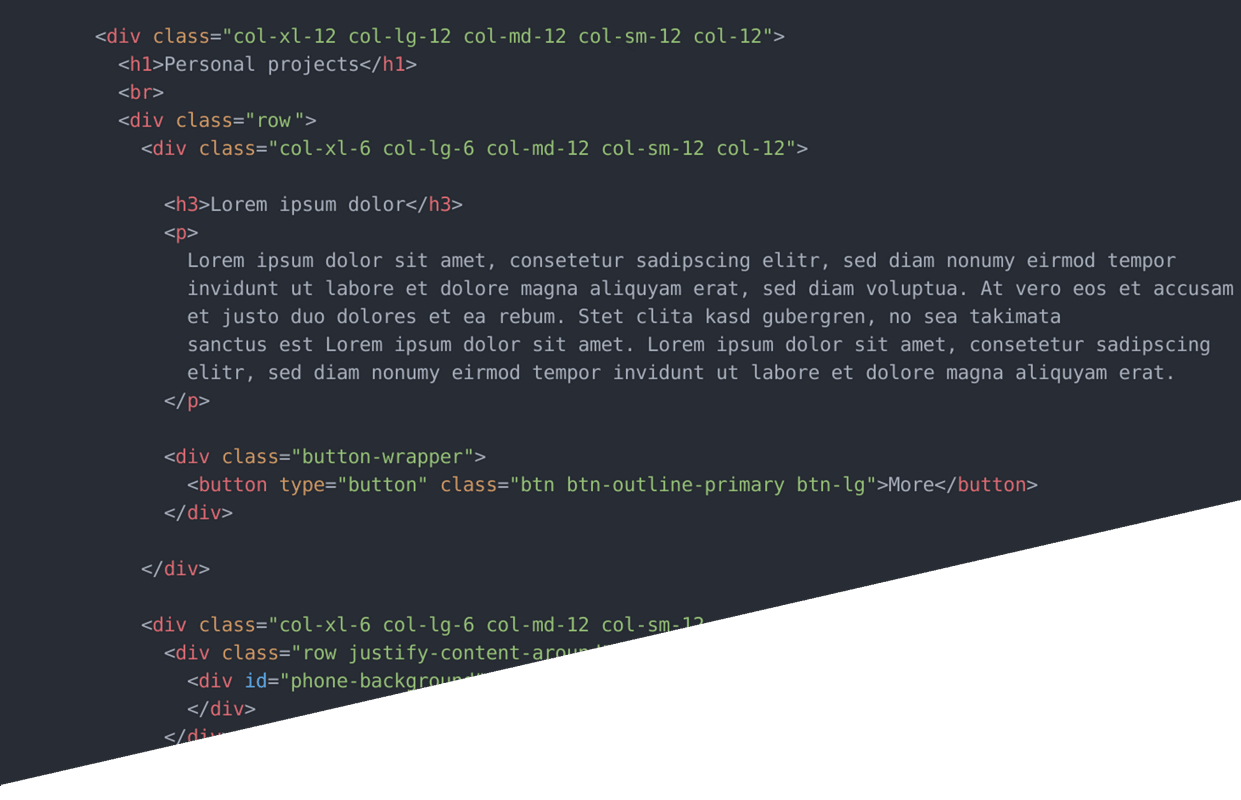 <div class="col-xl-12 col-lg-12 col-md-12 col-sm-12 col-12">
<h1>Personal projects</h1>
<br>
<div class="row">
<div class="col-xl-6 col-lg-6 col-md-12 col-sm-12 col-12">
<h3>Lorem ipsum dolor</h3>
<p>
Lorem ipsum dolor sit amet, consetetur sadipscing elitr, sed diam nonumy eirmod tempor
invidunt ut labore et dolore magna aliquyam erat, sed diam voluptua. At vero eos et accusam
et justo duo dolores et ea rebum. Stet clita kasd gubergren, no sea takimata
sanctus est Lorem ipsum dolor sit amet. Lorem ipsum dolor sit amet, consetetur sadipscing
elitr, sed diam nonumy eirmod tempor invidunt ut labore et dolore magna aliquyam erat.
</p>
<div class="button-wrapper">
<button type="button" class="btn btn-outline-primary btn-lg">More</button>
</div>
</div>
<div class="col-xl-6 col-lg-6 col-md-12 col-sm-12
<div class="row justify-content-around
<div id="phone-background"
</div>
</div